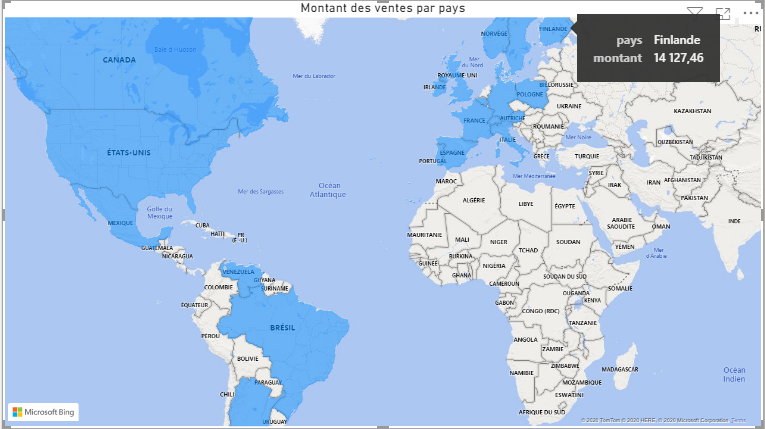 Montant des ventes par pays
pays Finlande
montant 14 127,46
FINLANDE
NORVÈGE
Baie d'Hudson
CANADA
Mer du Labrador
Mer
du Nord
ROYAUME-UNI
IRLANDE
BIÉLORUSSIE
POLOGNE
UKRAINE
KAZAKHSTAN
FRANCE
AUTRICHE
ROUMANIE
ITALIE
Mer Noire
OUZBÉKISTAN
ÉTATS-UNIS
ESPAGNE
PORTUGAL
GRÈCE
TURQUIE
TADJIKISTAN
SYRIE
Mer Méditerranée
MAROC
IRAK
IRAN
AFGHANISTAN
PAKISTAN
Océan
Atlantique
Mer des Sargasses
ALGÉRIE
LIBYE
ÉGYPTE
Golfe du
Mexique
MEXIQUE
CUBA
HAÏTI
PR
(É.-U.)
ARABIE
SAOUDITE
OMAN
INDE
MAURITANIE
MALI
NIGER
TCHAD
SOUDAN
YÉMEN
Mer
d'Arabie
GUATEMALA
NICARAGUA
GUINÉE
BURKINA
GHANA
NIGÉRIA
CAMEROUN
SOUDAN DU SUD
SOMALIE
VENEZUELA
GUYANA
SURINAME
COLOMBIE
ÉQUATEUR
OUGANDA
KENYA
GABON
CONGO (RDC)
TANZANIE
BRÉSIL
PÉROU
BOLIVIE
ANGOLA
ZAMBIE
ZIMBABWE
MADAGASCAR
NAMIBIE
MOZAMBIQUE
PARAGUAY
CHILI
ESWATINI
AFRIQUE DU SUD
URUGUAY
Océan
Indien
Microsoft Bing
© 2020 TomTom © 2020 HERE, © 2020 Microsoft Corporation Terms